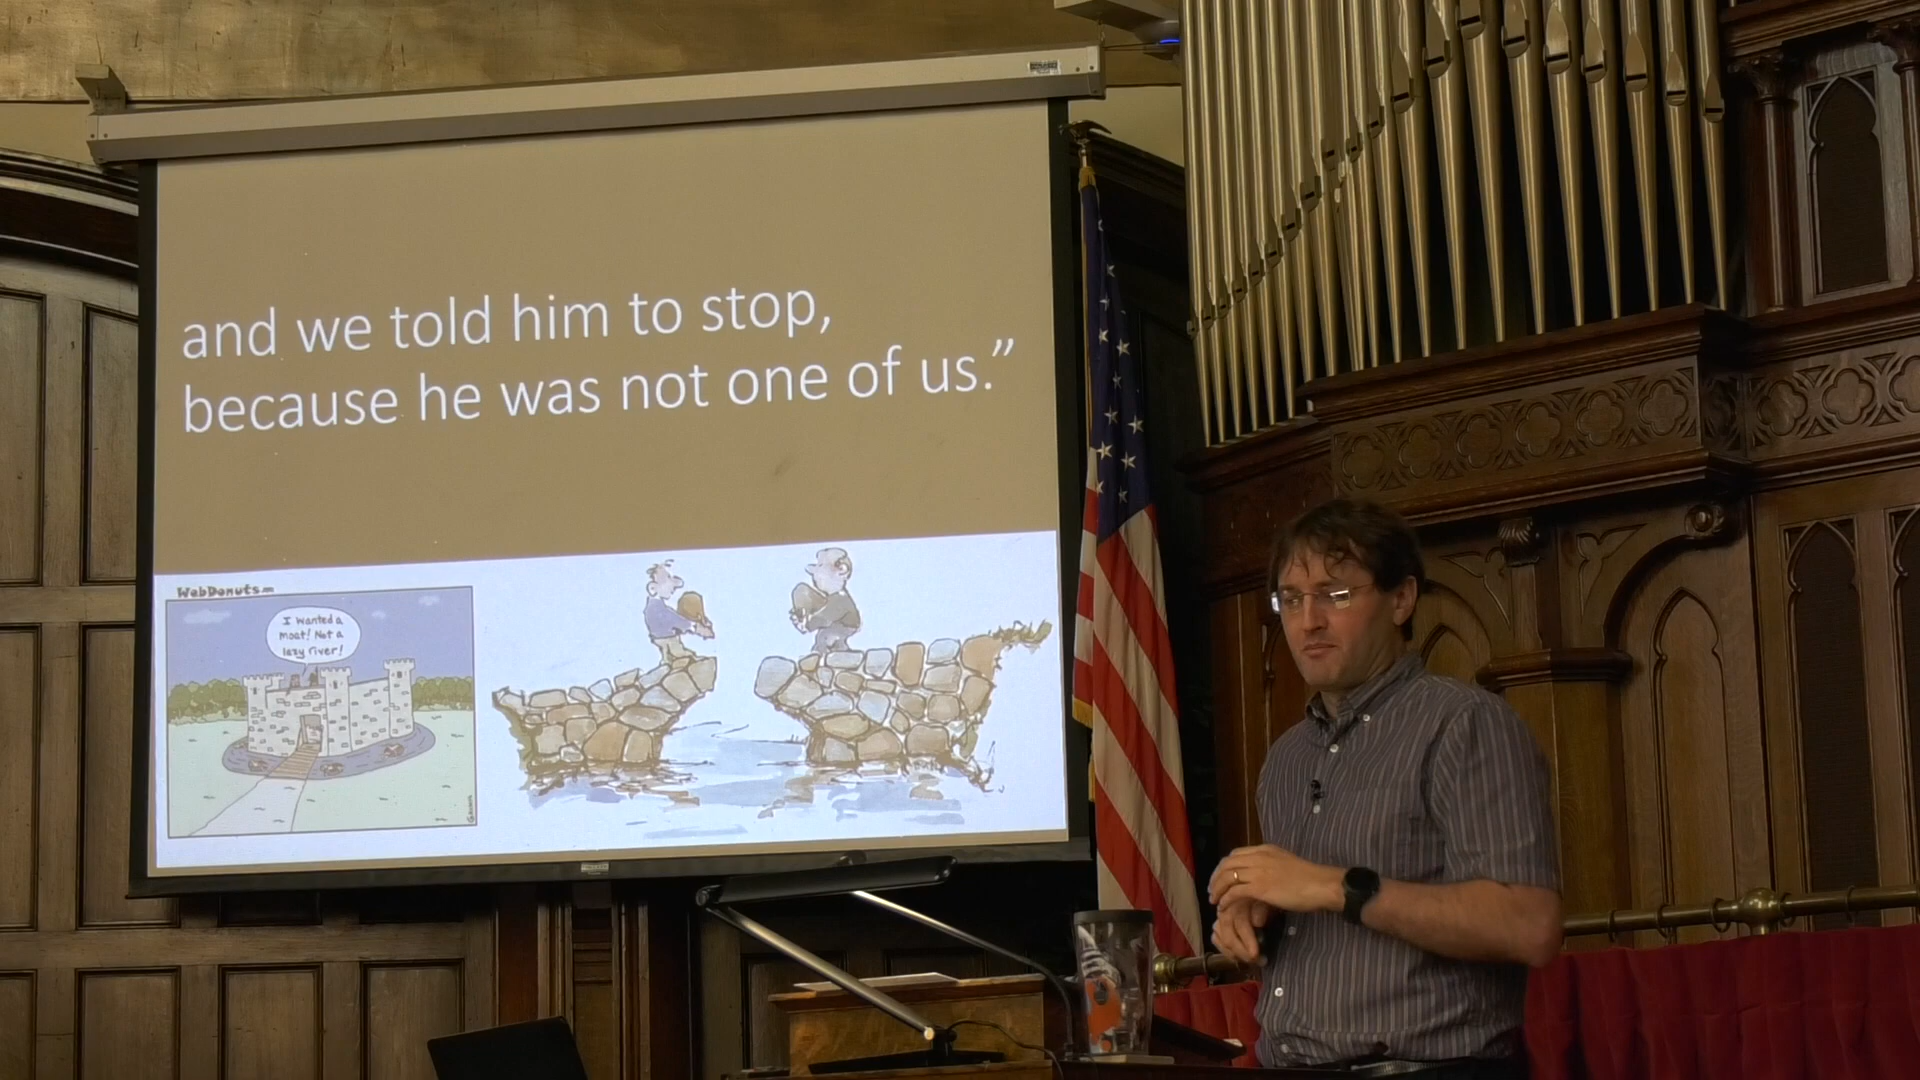 and we told him to stop,
because he was not one of us.”
WebDonuts
I wanted a
moat! Not a
lazy river!